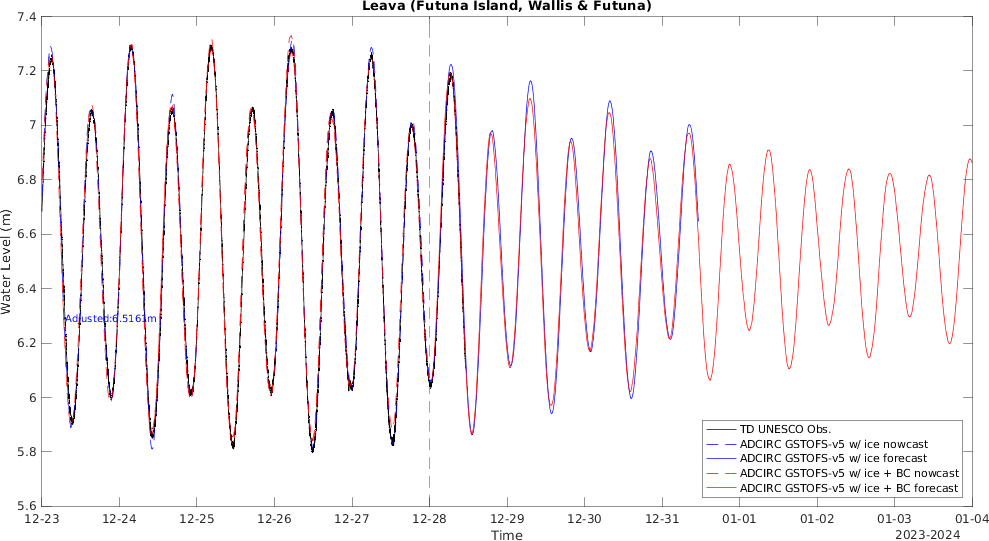 Leava (Futuna Island, Wallis & Futuna)
7.4
7.2
7
6.8
6.6
6.4
6.2
6
5.8
5.6
Water Level (m)
Adjusted:6.5161m
TD UNESCO Obs.
ADCIRC GSTOFS-v5 w/ ice nowcast
ADCIRC GSTOFS-v5 w/ ice forecast
ADCIRC GSTOFS-v5 w/ ice + BC nowcast
ADCIRC GSTOFS-v5 w/ ice + BC forecast
12-23 12-24 12-25 12-26 12-27 12-28 12-29 12-30 12-31 01-01 01-02 01-03 01-04
Time
2023-2024